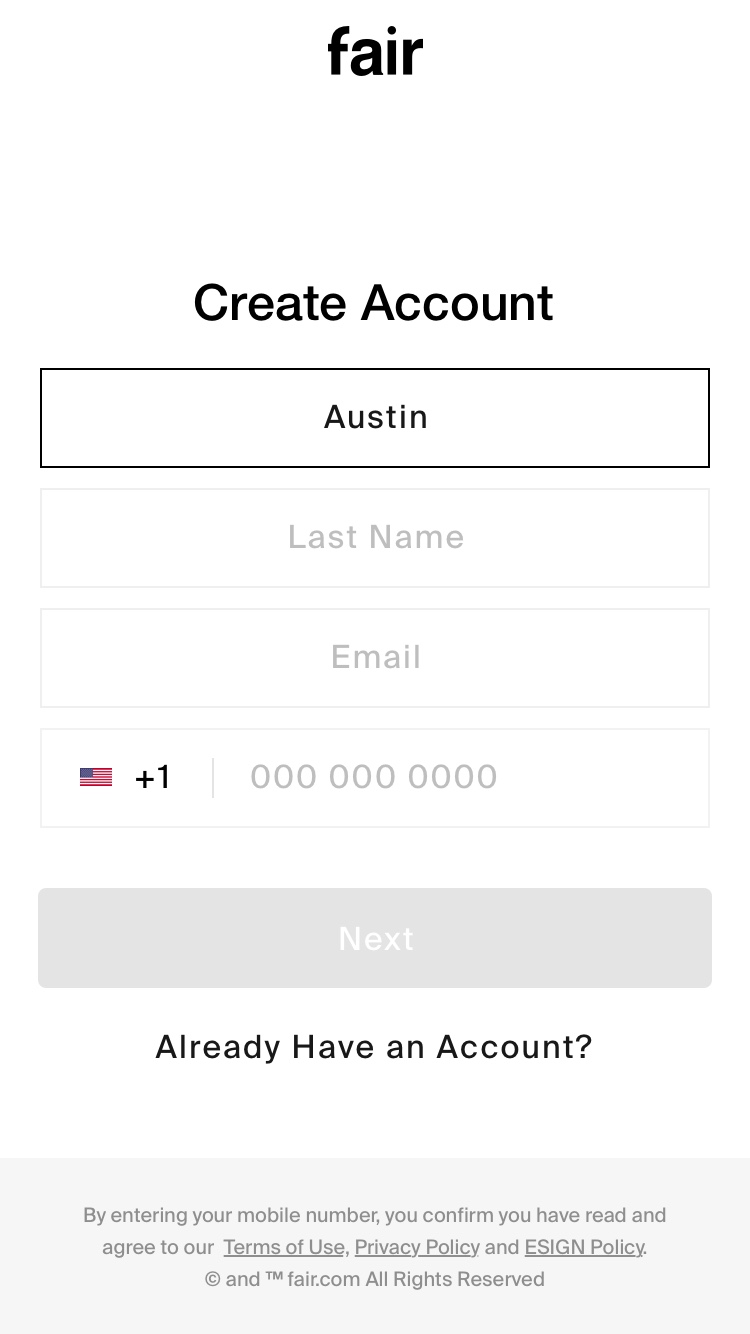 fair
Create Account
Austin
Last Name
Email
+1 000 000 0000
Next
Already Have an Account?
By entering your mobile number, you confirm you have read and
agree to our Terms of Use, Privacy Policy and ESIGN Policy.
© and ™ fair.com All Rights Reserved